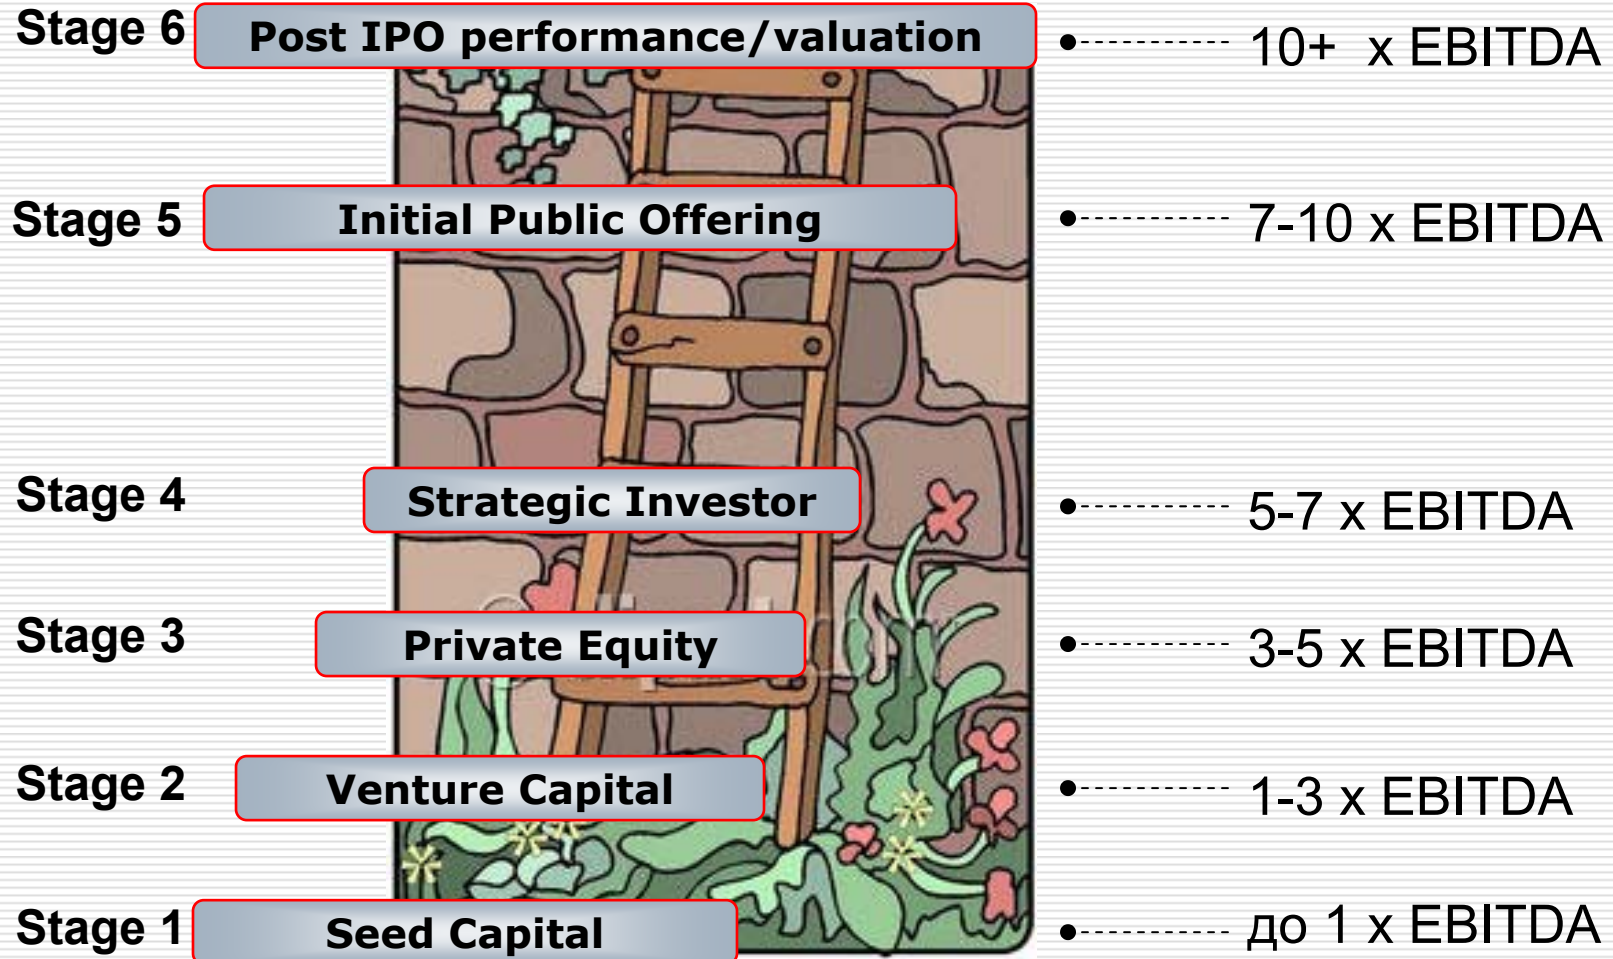 Stage 6 Post IPO performance/valuation 10+ x EBITDA
Stage 5 Initial Public Offering 7-10 x EBITDA
Stage 4 Strategic Investor 5-7 x EBITDA
Stage 3 Private Equity 3-5 x EBITDA
Stage 2 Venture Capital 1-3 x EBITDA
Stage 1 Seed Capital до 1 x EBITDA